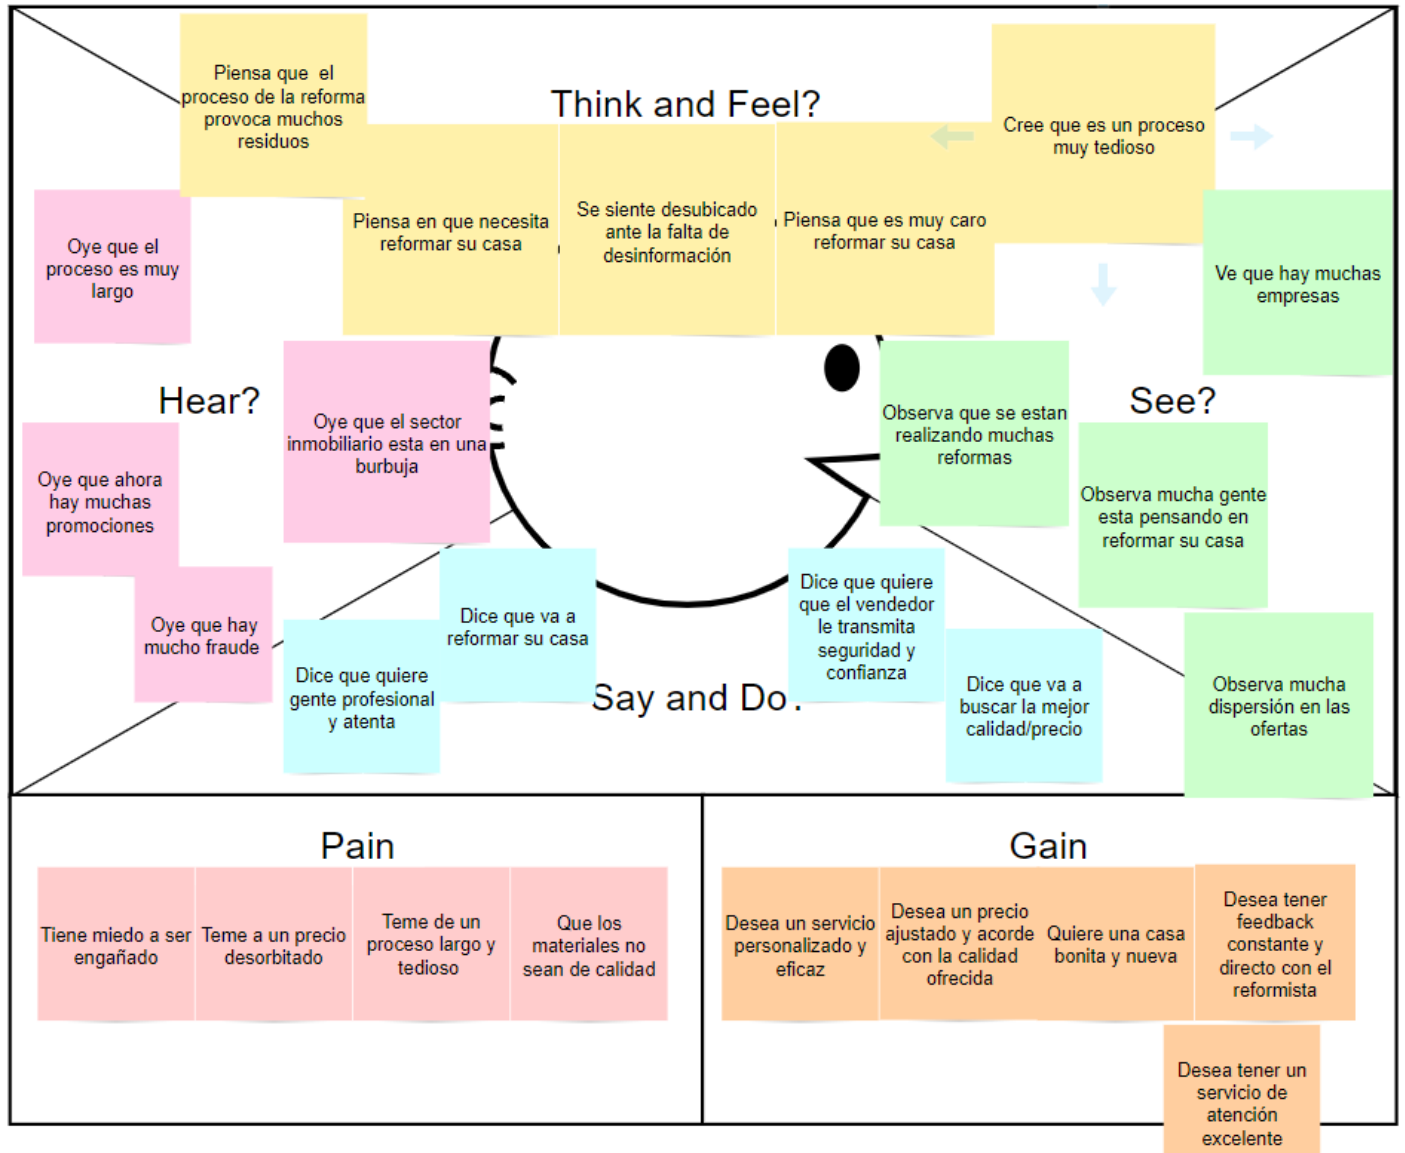 Think and Feel?
Piensa que el
proceso de la reforma
provoca muchos
residuos
Piensa en que necesita
reformar su casa
Se siente desubicado
ante la falta de
desinformación
Piensa que es muy caro
reformar su casa
Cree que es un proceso
muy tedioso
Hear?
Oye que el
proceso es muy
largo
Oye que el sector
inmobiliario esta en una
burbuja
Oye que ahora
hay muchas
promociones
Oye que hay
mucho fraude
See?
Ve que hay muchas
empresas
Observa que se estan
realizando muchas
reformas
Observa mucha gente
esta pensando en
reformar su casa
Observa mucha
dispersión en las
ofertas
Say and Do?
Dice que quiere
gente profesional
y atenta
Dice que va a
reformar su casa
Dice que quiere
que el vendedor
le transmita
seguridad y
confianza
Dice que va a
buscar la mejor
calidad/precio
Pain
Tiene miedo a ser
engañado
Teme a un precio
desorbitado
Teme de un
proceso largo y
tedioso
Que los
materiales no
sean de calidad
Gain
Desea un servicio
personalizado y
eficaz
Desea un precio
ajustado y acorde
con la calidad
ofrecida
Quiere una casa
bonita y nueva
Desea tener
feedback
constante y
directo con el
reformista
Desea tener un
servicio de
atención
excelente